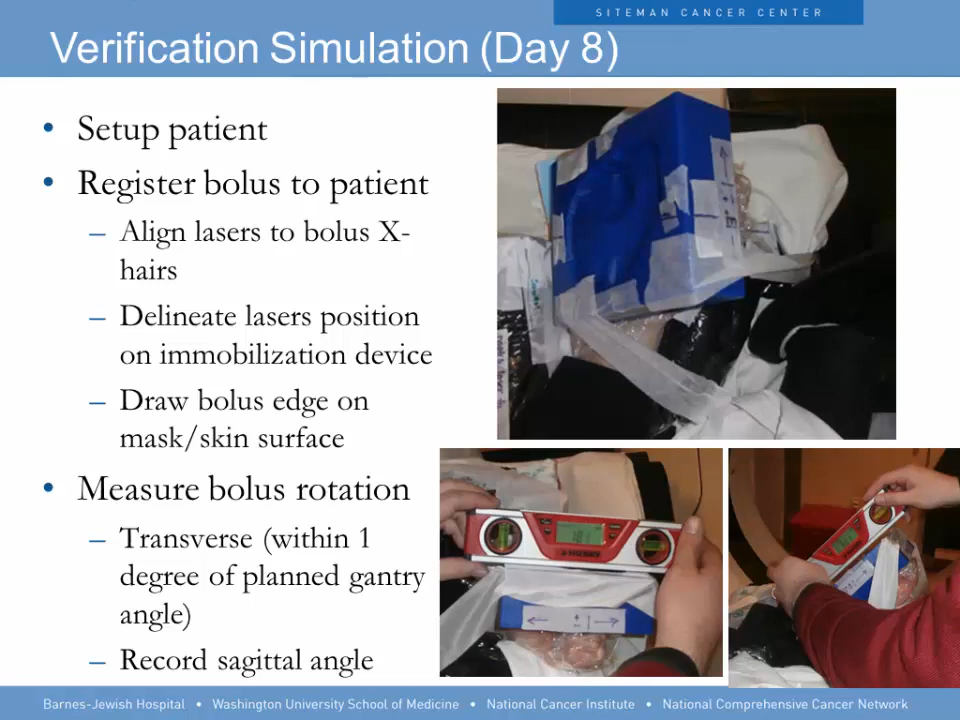 SITEMAN CANCER CENTER
Verification Simulation (Day 8)
• Setup patient
• Register bolus to patient
– Align lasers to bolus X-
hairs
– Delineate lasers position
on immobilization device
– Draw bolus edge on
mask/skin surface
• Measure bolus rotation
– Transverse (within 1
degree of planned gantry
angle)
– Record sagittal angle
Barnes-Jewish Hospital • Washington University School of Medicine • National Cancer Institute • National Comprehensive Cancer Network